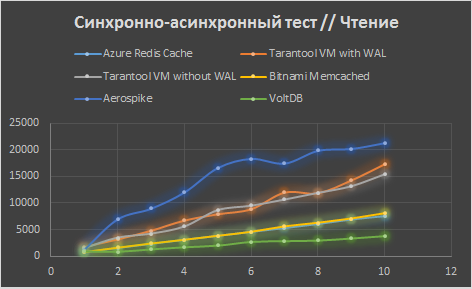 Синхронно-асинхронный тест // Чтение
Azure Redis Cache Tarantool VM with WAL
Tarantool VM without WAL Bitnami Memcached
Aerospike VoltDB
25000
20000
15000
10000
5000
0
0 2 4 6 8 10 12